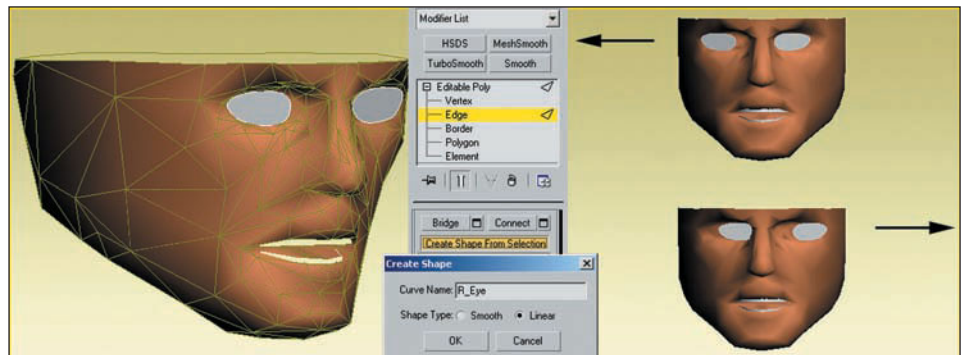 Modifier List
HSDS MeshSmooth
TurboSmooth Smooth
Editable Poly
Vertex
Edge
Border
Polygon
Element
Bridge Connect
Create Shape From Selection
Create Shape
Curve Name: R_Eye
Shape Type: Smooth Linear
OK Cancel